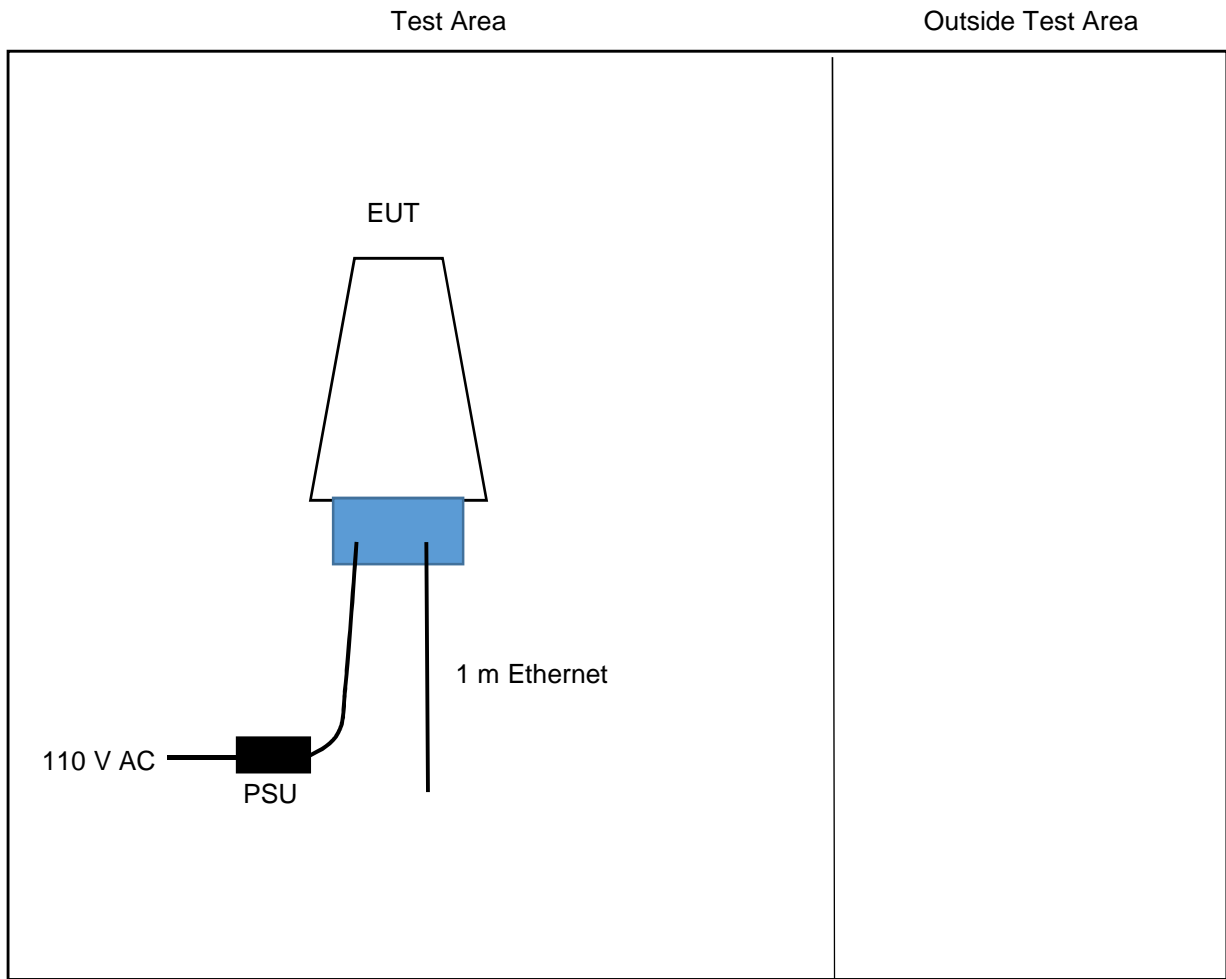 Test Area
Outside Test Area
EUT
1 m Ethernet
110 V AC
PSU